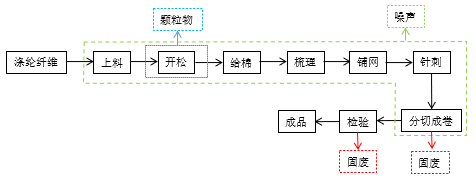 颗粒物
噪声
涤纶纤维
上料
开松
给棉
梳理
铺网
针刺
成品
检验
分切成卷
固废
固废